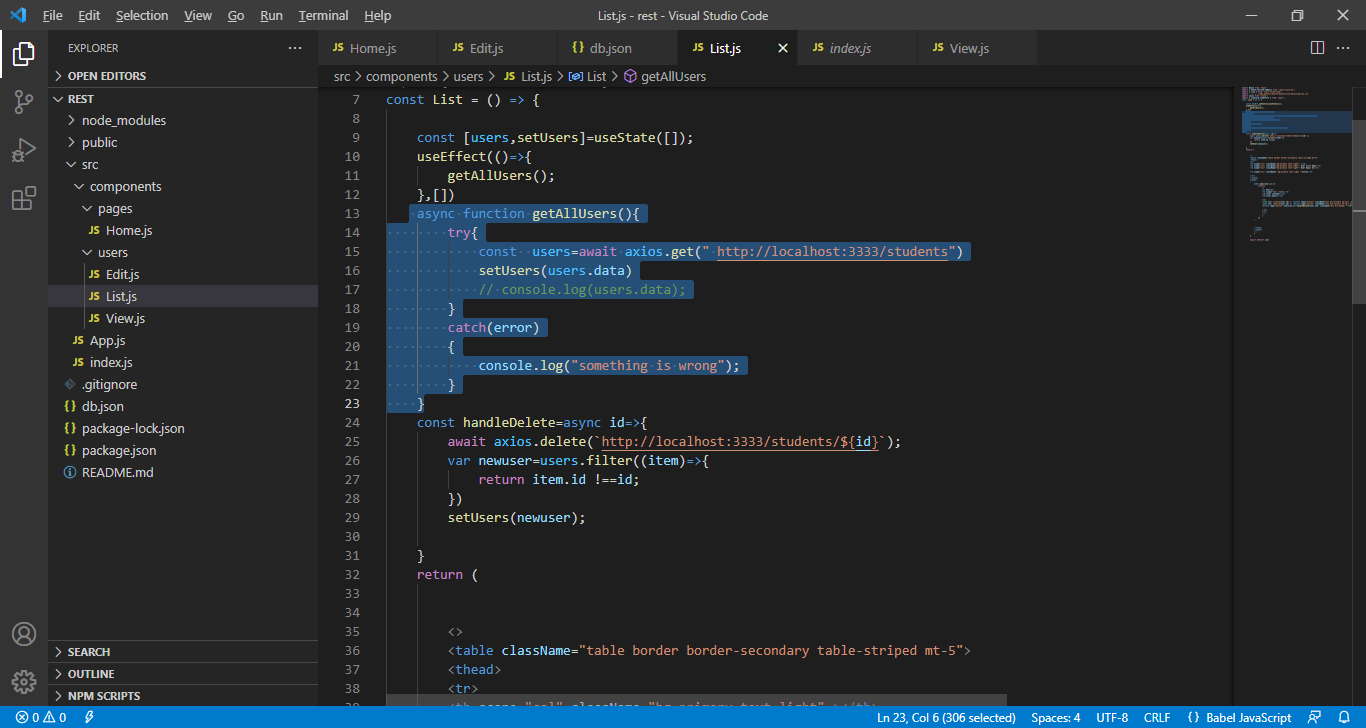 File Edit Selection View Go Run Terminal Help List.js - rest - Visual Studio Code
EXPLORER
OPEN EDITORS
REST
node_modules
public
src
components
pages
JS Home.js
users
JS Edit.js
JS List.js
JS View.js
JS App.js
JS index.js
.gitignore
{} db.json
{} package-lock.json
{} package.json
README.md
SEARCH
OUTLINE
NPM SCRIPTS
JS Home.js JS Edit.js {} db.json JS List.js JS index.js JS View.js
src > components > users > JS List.js > List > getAllUsers
7 const List = () => {
8
9 const [users,setUsers]=useState([]);
10 useEffect(()=>{
11 getAllUsers();
12 },[])
13 async function getAllUsers(){
14 try{
15 const users=await axios.get(" http://localhost:3333/students")
16 setUsers(users.data)
17 // console.log(users.data);
18 }
19 catch(error)
20 {
21 console.log("something is wrong");
22 }
23 }
24 const handleDelete=async id=>{
25 await axios.delete(`http://localhost:3333/students/${id}`);
26 var newuser=users.filter((item)=>{
27 return item.id !==id;
28 })
29 setUsers(newuser);
30
31 }
32 return (
33
34
35 <>
36 <table className="table border border-secondary table-striped mt-5">
37 <thead>
38 <tr>
0 0 Ln 23, Col 6 (306 selected) Spaces: 4 UTF-8 CRLF {} Babel JavaScript